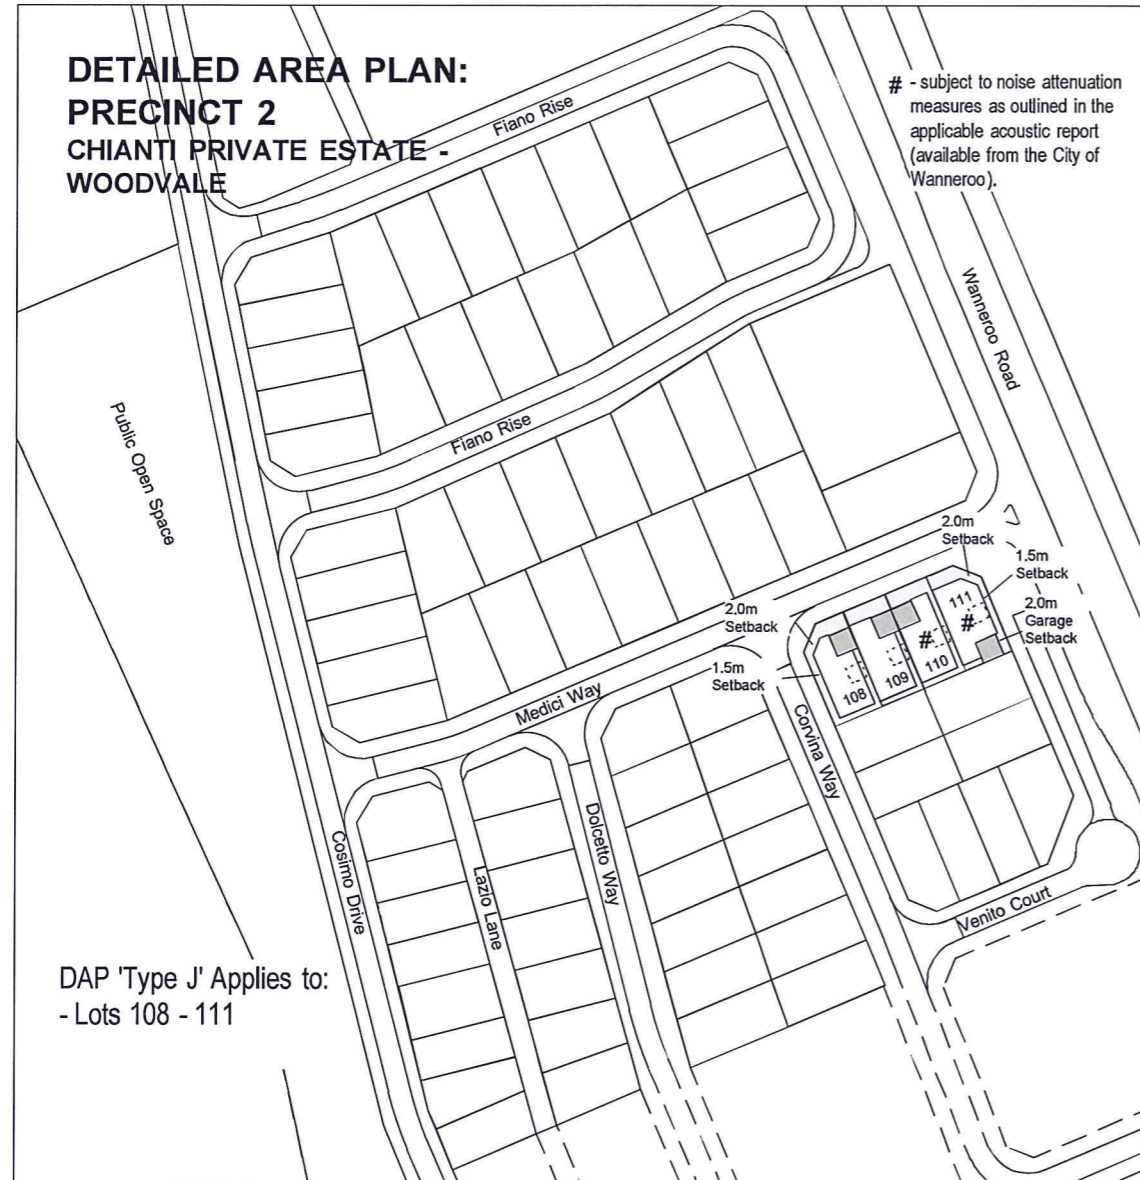 DETAILED AREA PLAN:
PRECINCT 2
CHIANTI PRIVATE ESTATE -
WOODVALE
# - subject to noise attenuation
measures as outlined in the
applicable acoustic report
(available from the City of
Wanneroo).
Fiano Rise
Wanneroo Road
Public Open Space
Fiano Rise
2.0m
Setback
1.5m
Setback
2.0m
Garage
Setback
2.0m
Setback
1.5m
Setback
111
#
#
110
109
108
Medici Way
Corvina Way
Dolcetto Way
Cosimo Drive
Lazio Lane
Venito Court
DAP 'Type J' Applies to:
- Lots 108 - 111